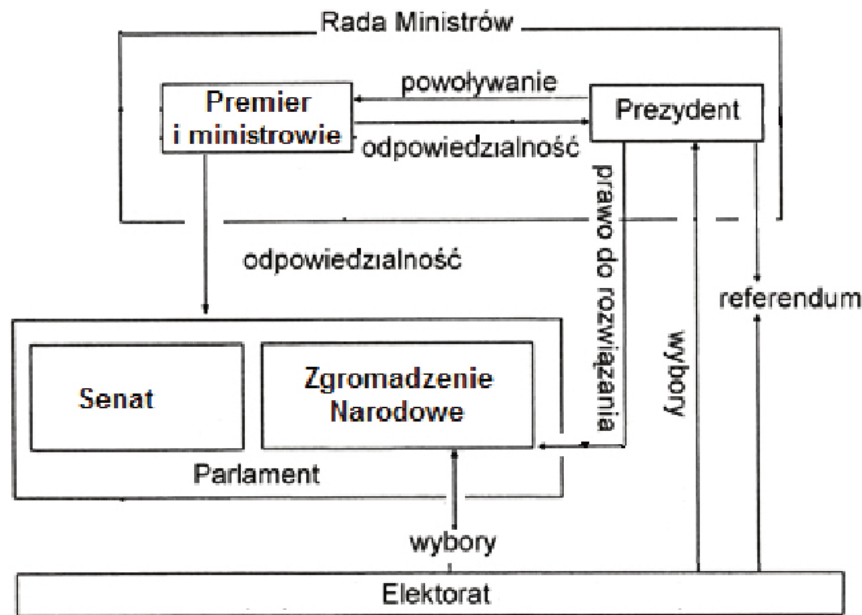 Rada Ministrów
powoływanie
Premier
i ministrowie
Prezydent
odpowiedzialność
prawo do rozwiązania
odpowiedzialność
referendum
wybory
Senat
Zgromadzenie
Narodowe
Parlament
wybory
Elektorat